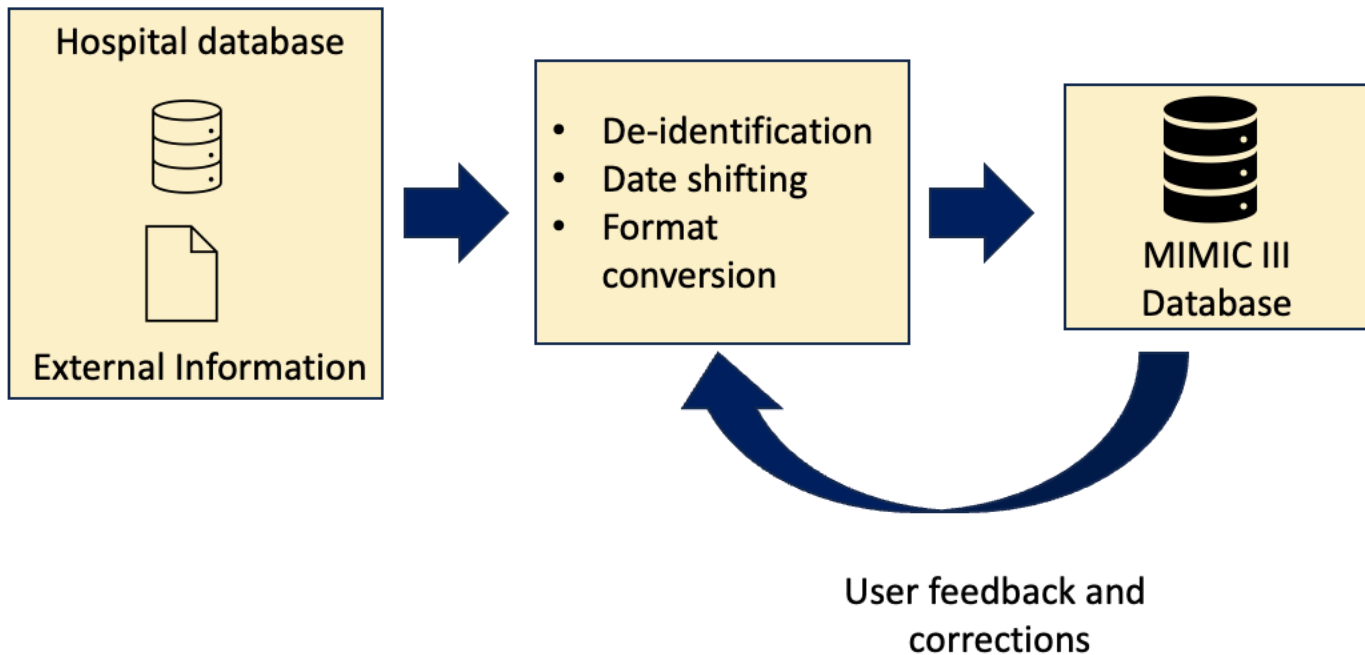 Hospital database
External Information
• De-identification
• Date shifting
• Format
conversion
MIMIC III
Database
User feedback and
corrections